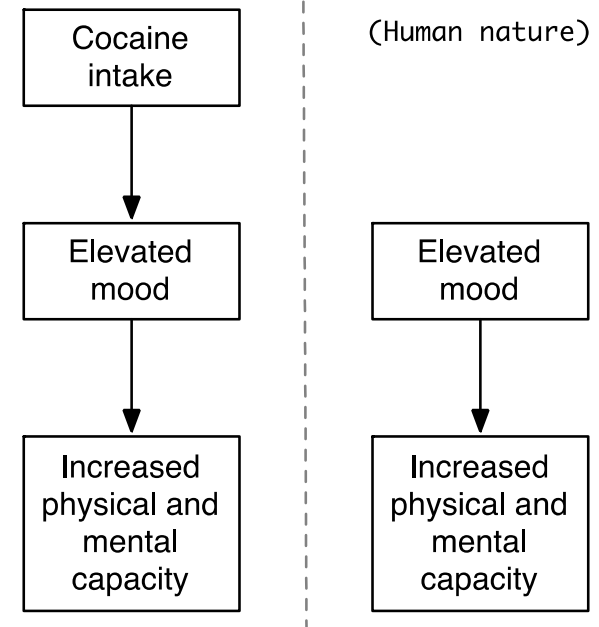 Cocaine
intake
Elevated
mood
Increased
physical and
mental
capacity
(Human nature)
Elevated
mood
Increased
physical and
mental
capacity